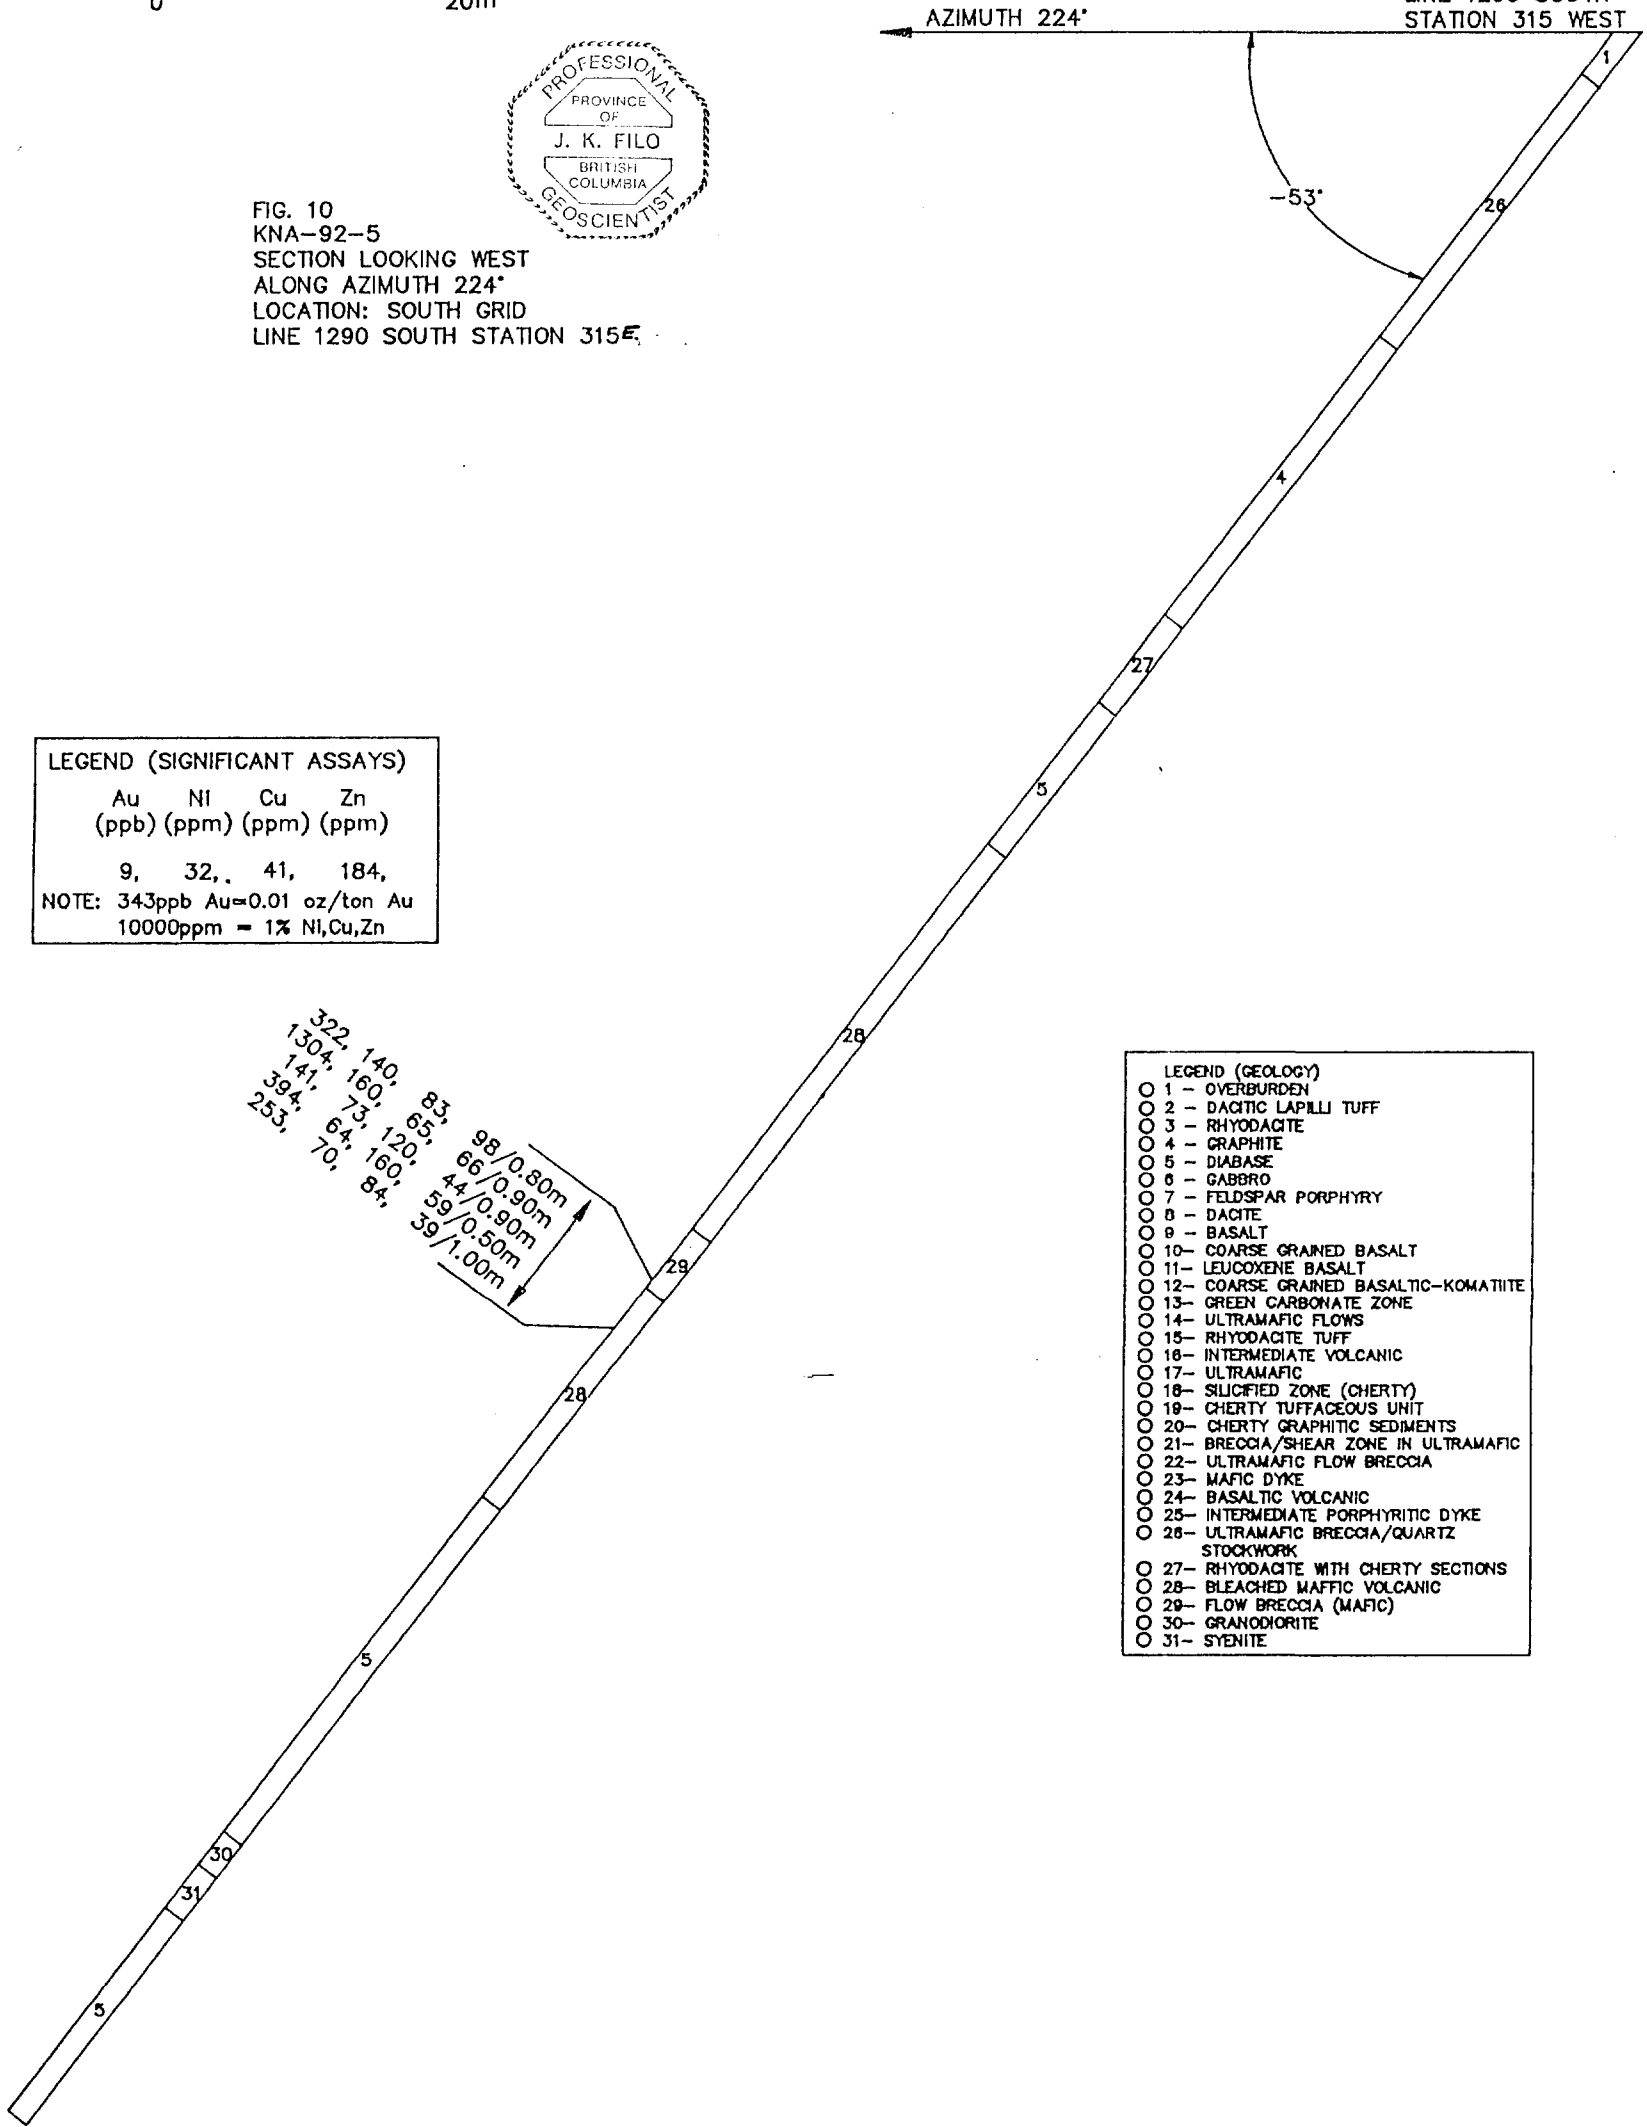 0 20m
AZIMUTH 224°
STATION 315 WEST
PROFESSIONAL
PROVINCE
OF
J. K. FILO
BRITISH
COLUMBIA
GEOSCIENTIST
-53°
FIG. 10
KNA-92-5
SECTION LOOKING WEST
ALONG AZIMUTH 224°
LOCATION: SOUTH GRID
LINE 1290 SOUTH STATION 315E
1
26
4
27
5
28
29
28
5
30
31
5
LEGEND (SIGNIFICANT ASSAYS)
Au Ni Cu Zn
(ppb) (ppm) (ppm) (ppm)
9, 32, 41, 184,
NOTE: 343ppb Au=0.01 oz/ton Au
10000ppm = 1% Ni,Cu,Zn
322, 140, 83, 98/0.80m
1304, 160, 65, 66/0.90m
141, 73, 120, 44/0.90m
394, 64, 160, 59/0.50m
253, 70, 84, 39/1.00m
LEGEND (GEOLOGY)
1 - OVERBURDEN
2 - DACITIC LAPILLI TUFF
3 - RHYODACITE
4 - GRAPHITE
5 - DIABASE
6 - GABBRO
7 - FELDSPAR PORPHYRY
8 - DACITE
9 - BASALT
10- COARSE GRAINED BASALT
11- LEUCOXENE BASALT
12- COARSE GRAINED BASALTIC-KOMATIITE
13- GREEN CARBONATE ZONE
14- ULTRAMAFIC FLOWS
15- RHYODACITE TUFF
16- INTERMEDIATE VOLCANIC
17- ULTRAMAFIC
18- SILICIFIED ZONE (CHERTY)
19- CHERTY TUFFACEOUS UNIT
20- CHERTY GRAPHITIC SEDIMENTS
21- BRECCIA/SHEAR ZONE IN ULTRAMAFIC
22- ULTRAMAFIC FLOW BRECCIA
23- MAFIC DYKE
24- BASALTIC VOLCANIC
25- INTERMEDIATE PORPHYRITIC DYKE
26- ULTRAMAFIC BRECCIA/QUARTZ
STOCKWORK
27- RHYODACITE WITH CHERTY SECTIONS
28- BLEACHED MAFFIC VOLCANIC
29- FLOW BRECCIA (MAFIC)
30- GRANODIORITE
31- SYENITE